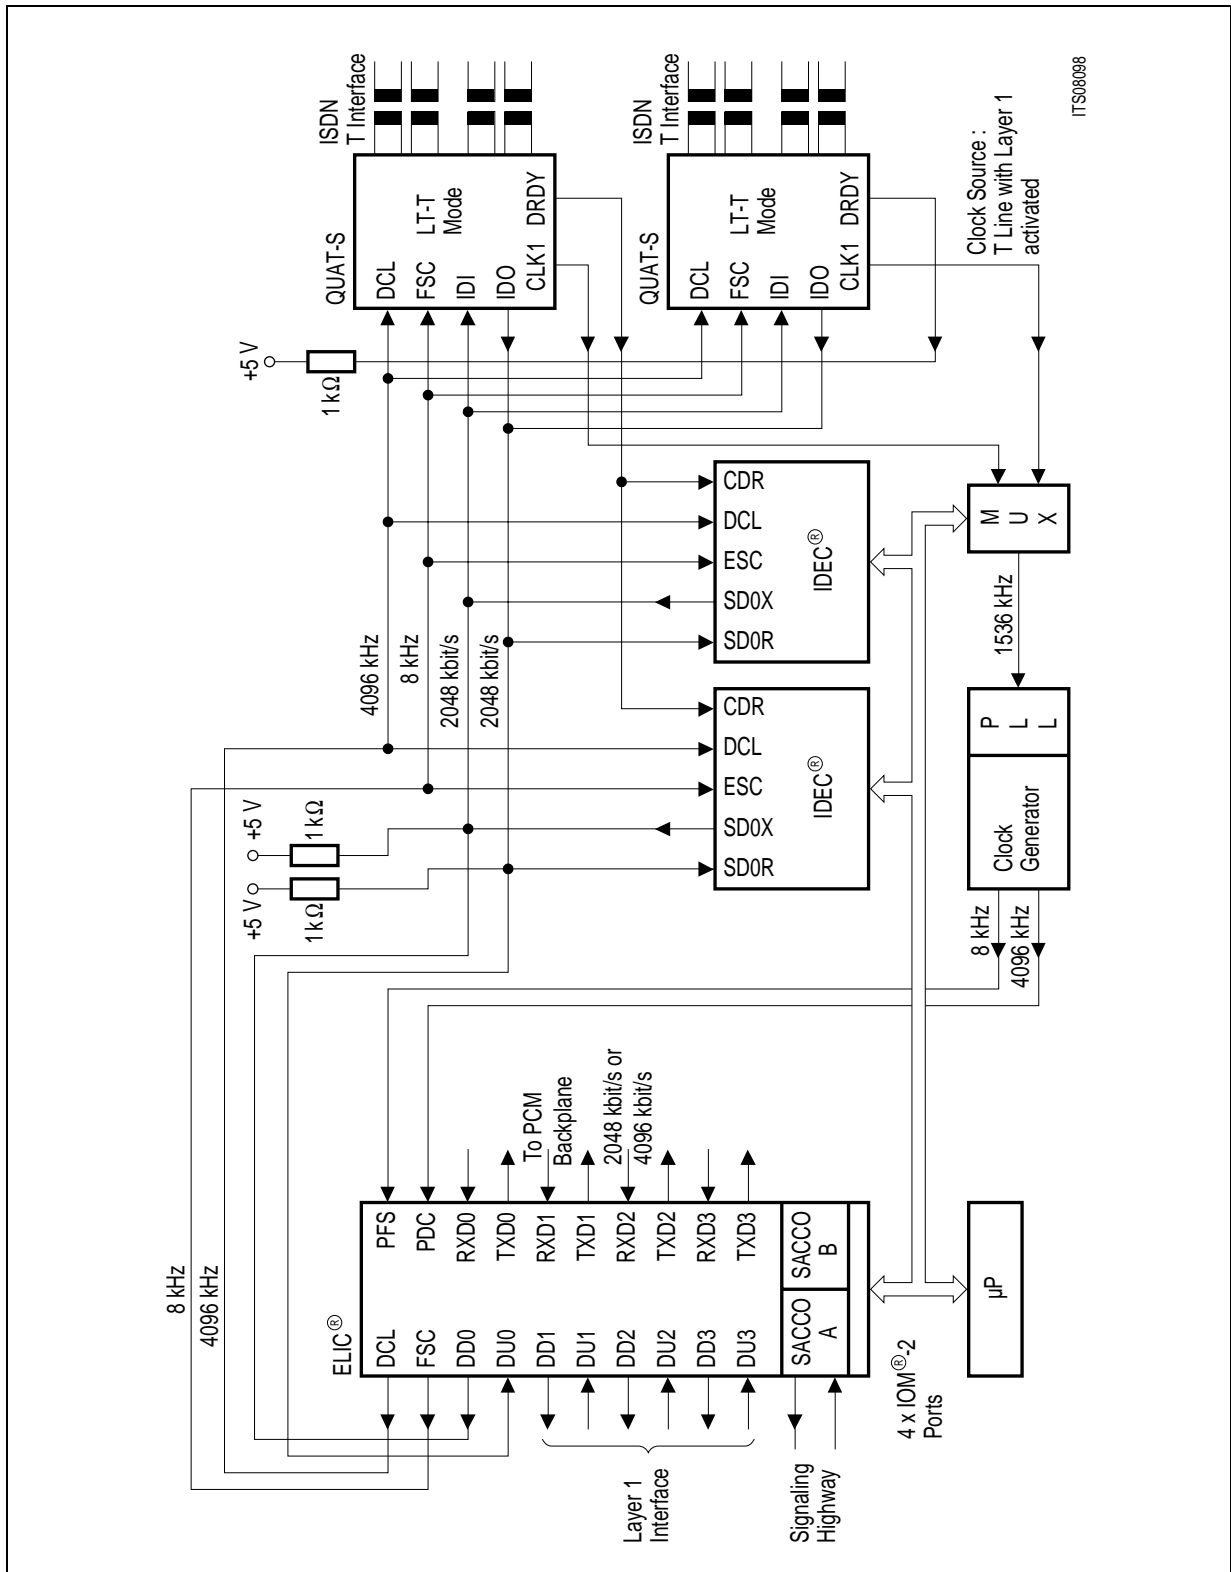 ITS08098
ISDN
T Interface
ISDN
T Interface
QUAT-S
DCL
FSC
IDI
IDO
LT-T
Mode
CLK1
DRDY
QUAT-S
DCL
FSC
IDI
IDO
LT-T
Mode
CLK1
DRDY
Clock Source :
T Line with Layer 1
activated
+5 V
1 kΩ
CDR
DCL
ESC
SD0X
SD0R
IDEC®
M
U
X
1536 kHz
4096 kHz
8 kHz
2048 kbit/s
2048 kbit/s
CDR
DCL
ESC
SD0X
SD0R
IDEC®
P
L
L
Clock
Generator
8 kHz
4096 kHz
+5 V
1 kΩ
+5 V
1 kΩ
8 kHz
4096 kHz
To PCM
Backplane
2048 kbit/s or
4096 kbit/s
ELIC®
PFS
PDC
RXD0
TXD0
RXD1
TXD1
RXD2
TXD2
RXD3
TXD3
DCL
FSC
DD0
DU0
DD1
DU1
DD2
DU2
DD3
DU3
SACCO
A
SACCO
B
µP
4 x IOM®-2
Ports
Layer 1
Interface
Signaling
Highway